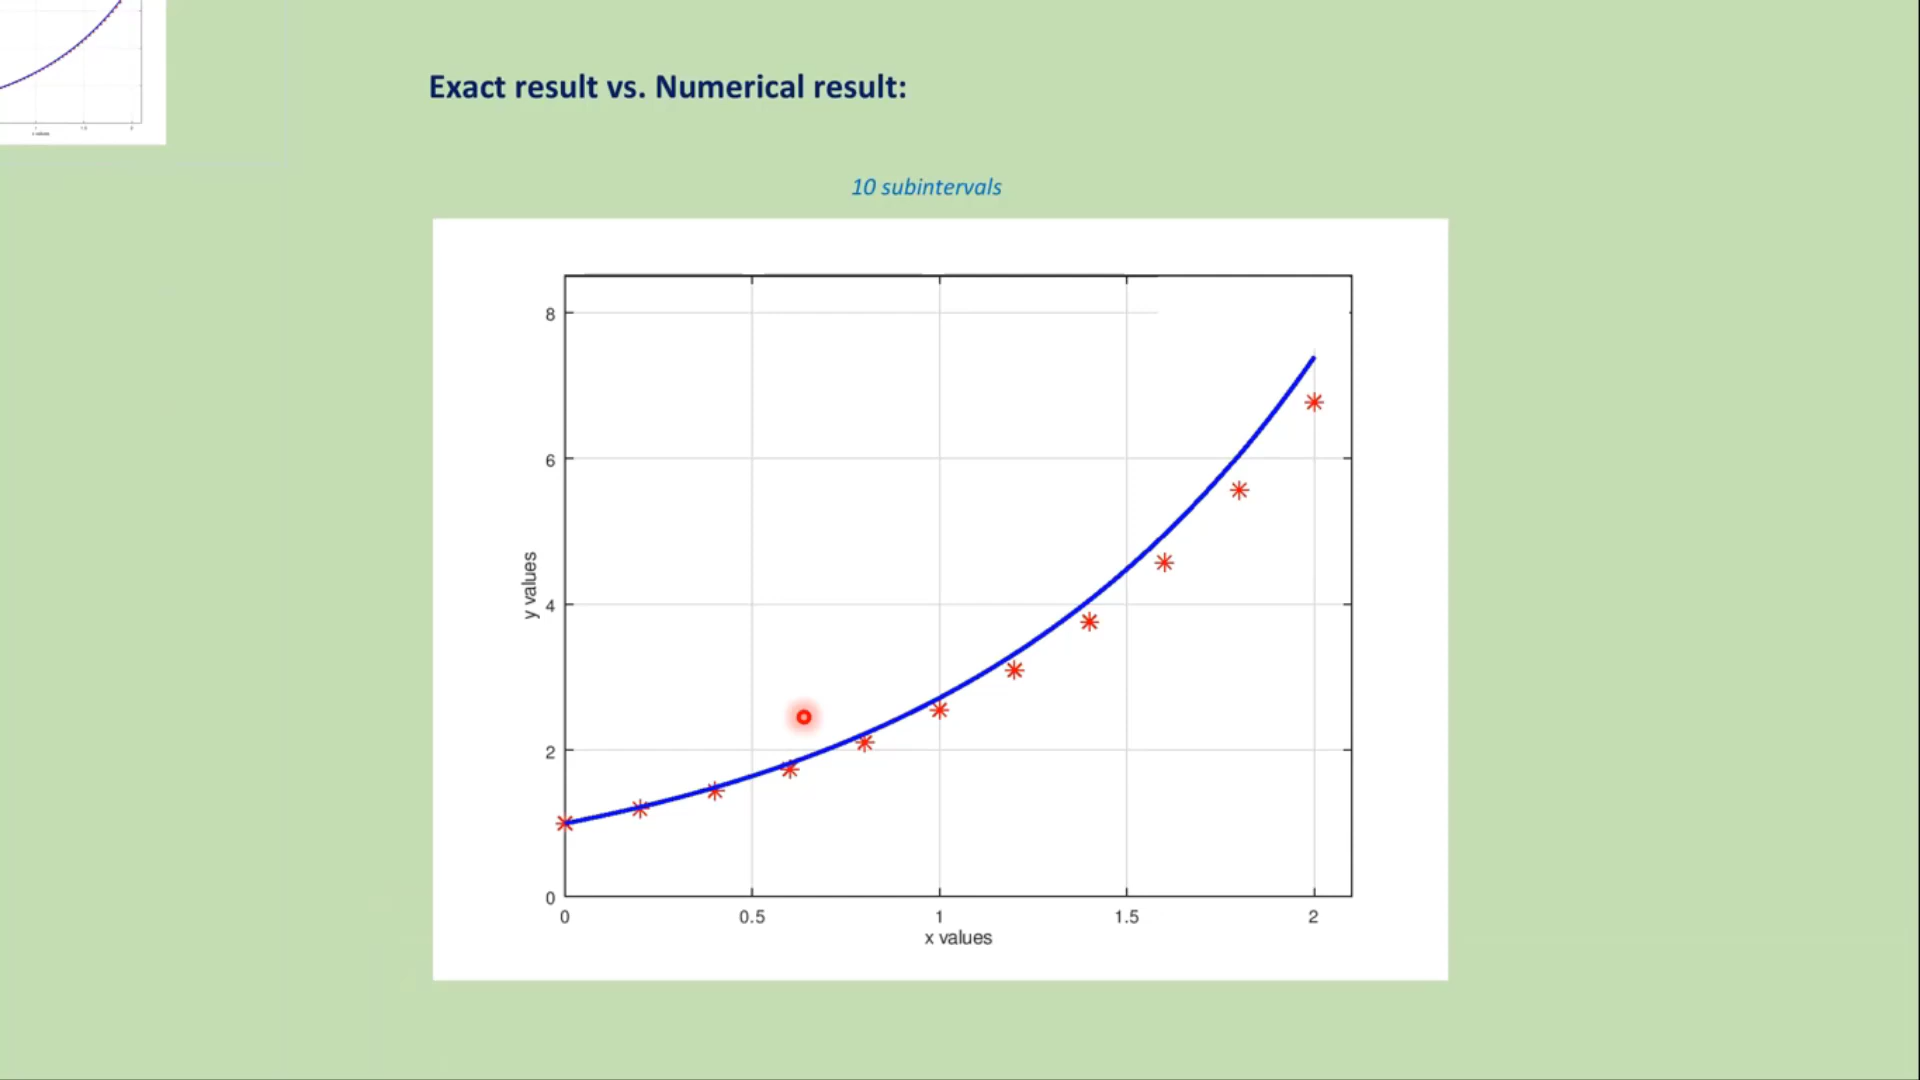 Exact result vs. Numerical result:
10 subintervals
8
6
4
2
0
y values
0 0.5 1 1.5 2
x values